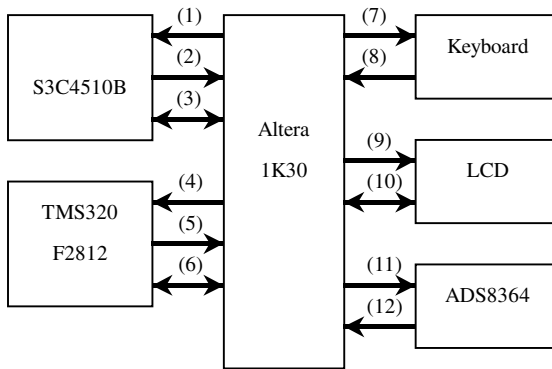 (1)
(2)
(3)
S3C4510B
(4)
(5)
(6)
TMS320
F2812
Altera
1K30
(7)
(8)
Keyboard
(9)
(10)
LCD
(11)
(12)
ADS8364